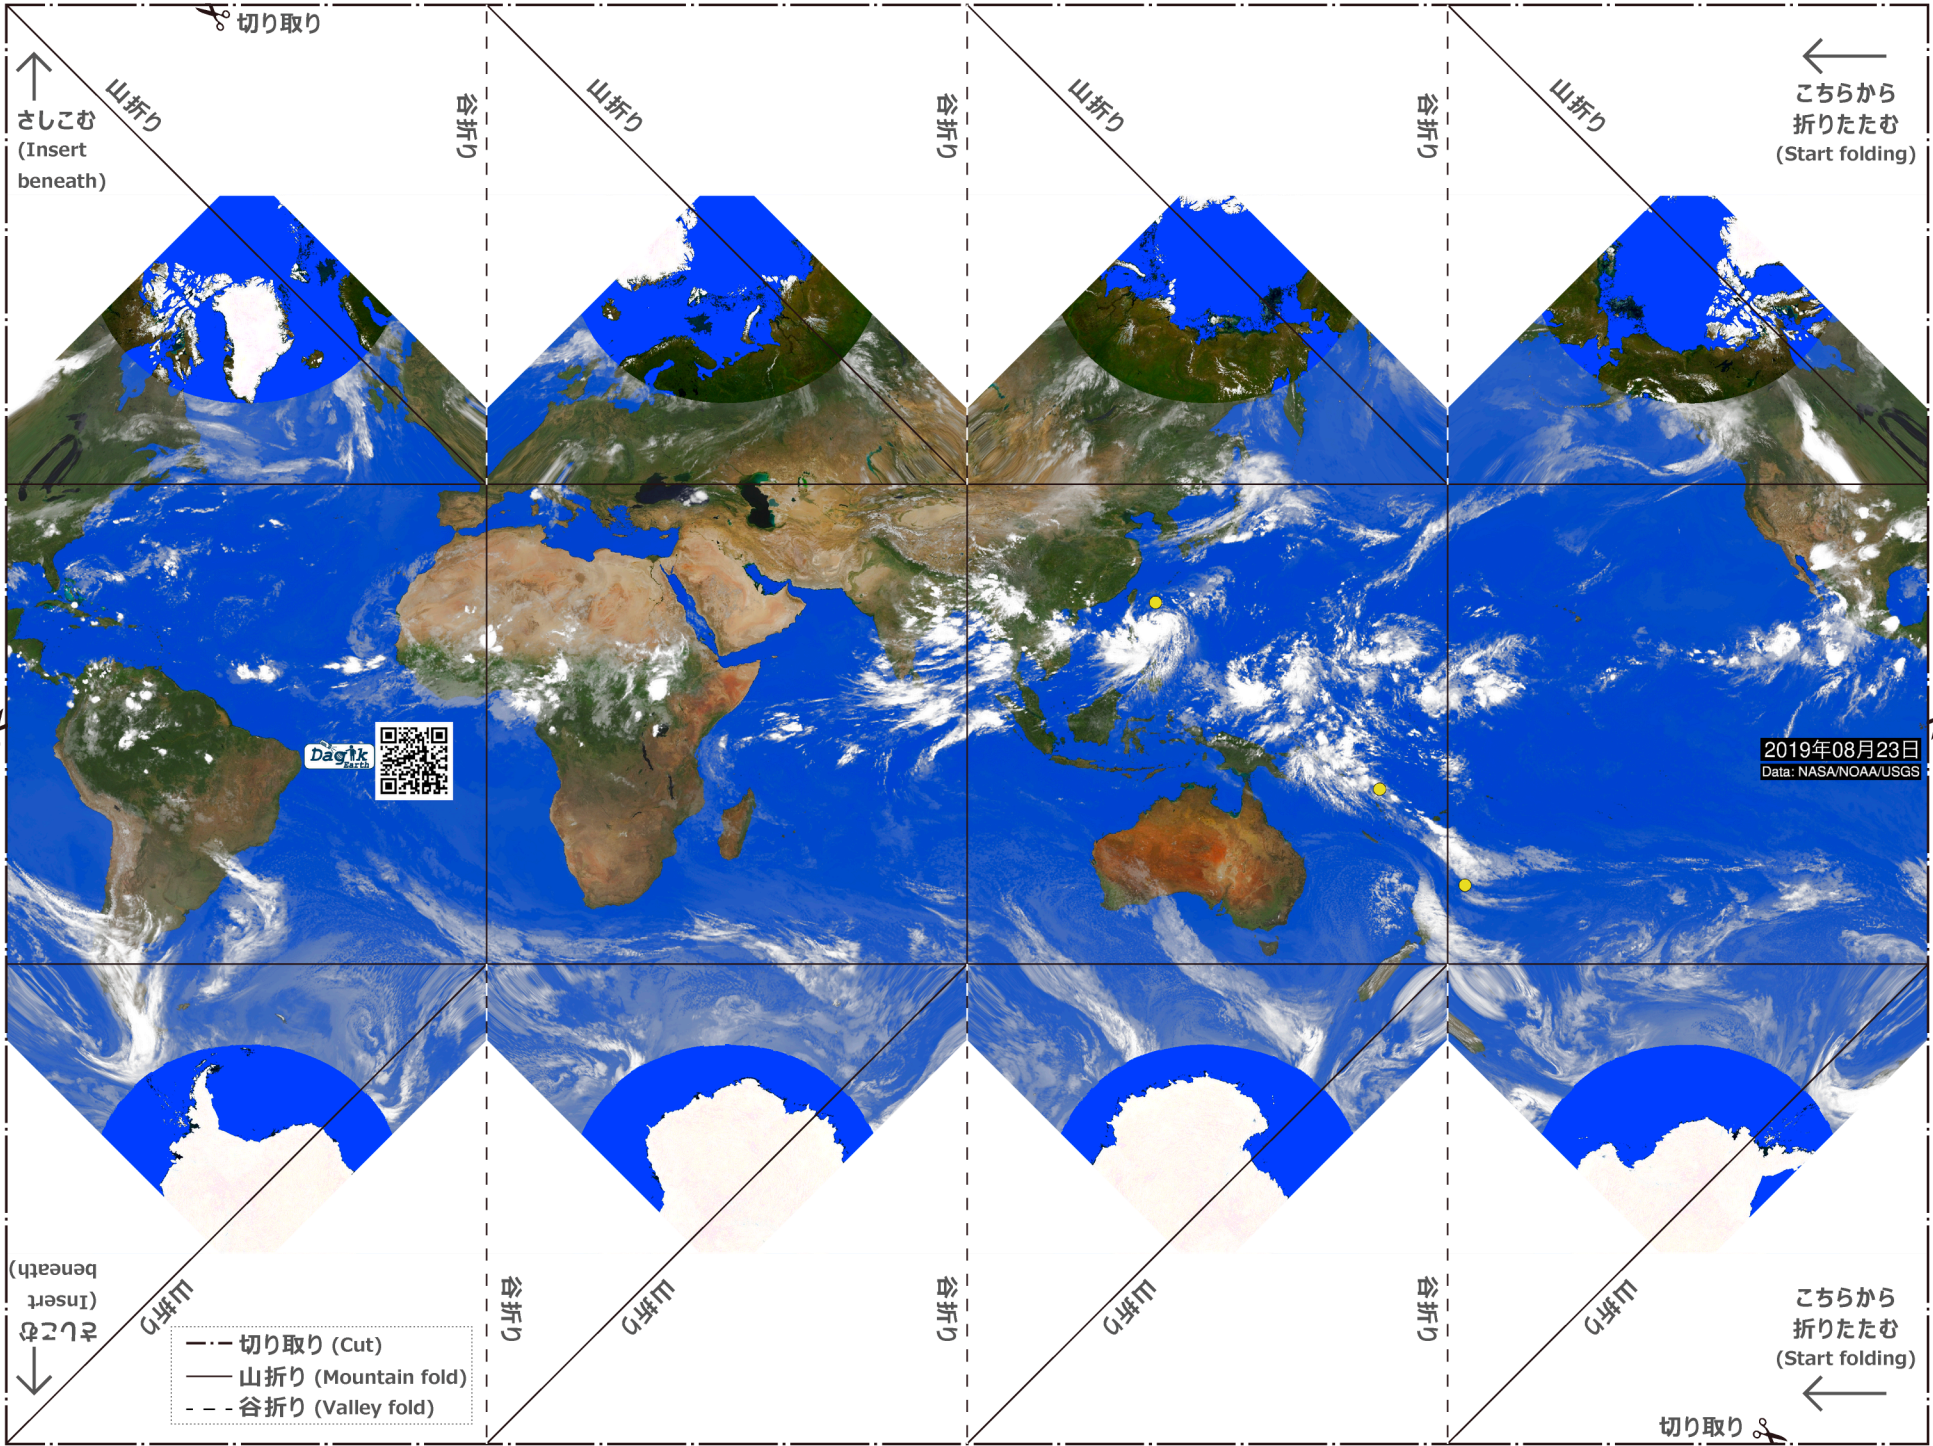 切り取り
さしこむ
(Insert
beneath)
山折り
谷折り
山折り
谷折り
山折り
谷折り
山折り
こちらから
折りたたむ
(Start folding)
Dagik
Earth
2019年08月23日
Data: NASA/NOAA/USGS
さしこむ
(Insert
beneath)
山折り
谷折り
山折り
谷折り
山折り
谷折り
山折り
こちらから
折りたたむ
(Start folding)
切り取り (Cut)
山折り (Mountain fold)
谷折り (Valley fold)
切り取り